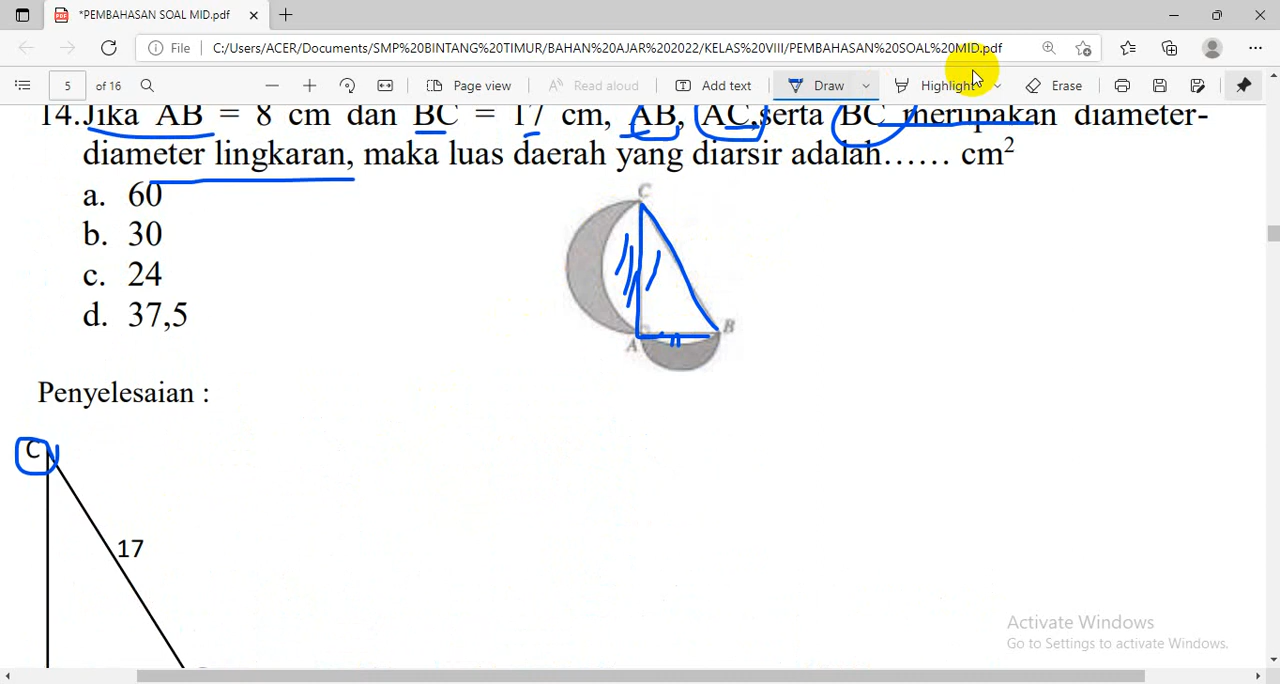 *PEMBAHASAN SOAL MID.pdf
File C:/Users/ACER/Documents/SMP%20BINTANG%20TIMUR/BAHAN%20AJAR%202022/KELAS%20VIII/PEMBAHASAN%20SOAL%20MID.pdf
5 of 16 Page view Read aloud Add text Draw Highlight Erase
14.Jika AB = 8 cm dan BC = 17 cm, AB, AC,serta BC merupakan diameter-
diameter lingkaran, maka luas daerah yang diarsir adalah…… cm²
a. 60
b. 30
c. 24
d. 37,5
C
B
A
Penyelesaian :
C
17
Activate Windows
Go to Settings to activate Windows.